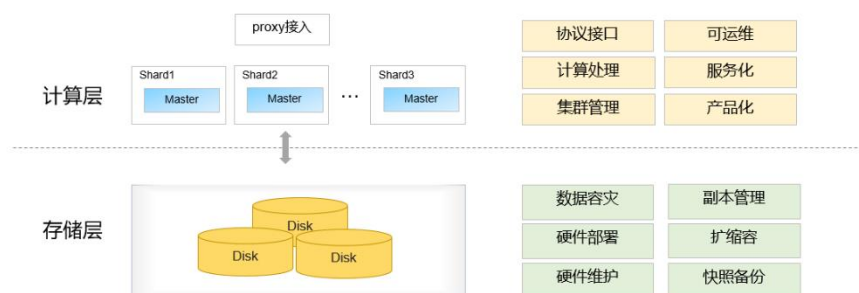 proxy接入
协议接口 可运维
Shard1 Shard2 Shard3
计算层 Master Master … Master
计算处理 服务化
集群管理 产品化
数据容灾 副本管理
存储层 Disk
Disk Disk
硬件部署 扩缩容
硬件维护 快照备份